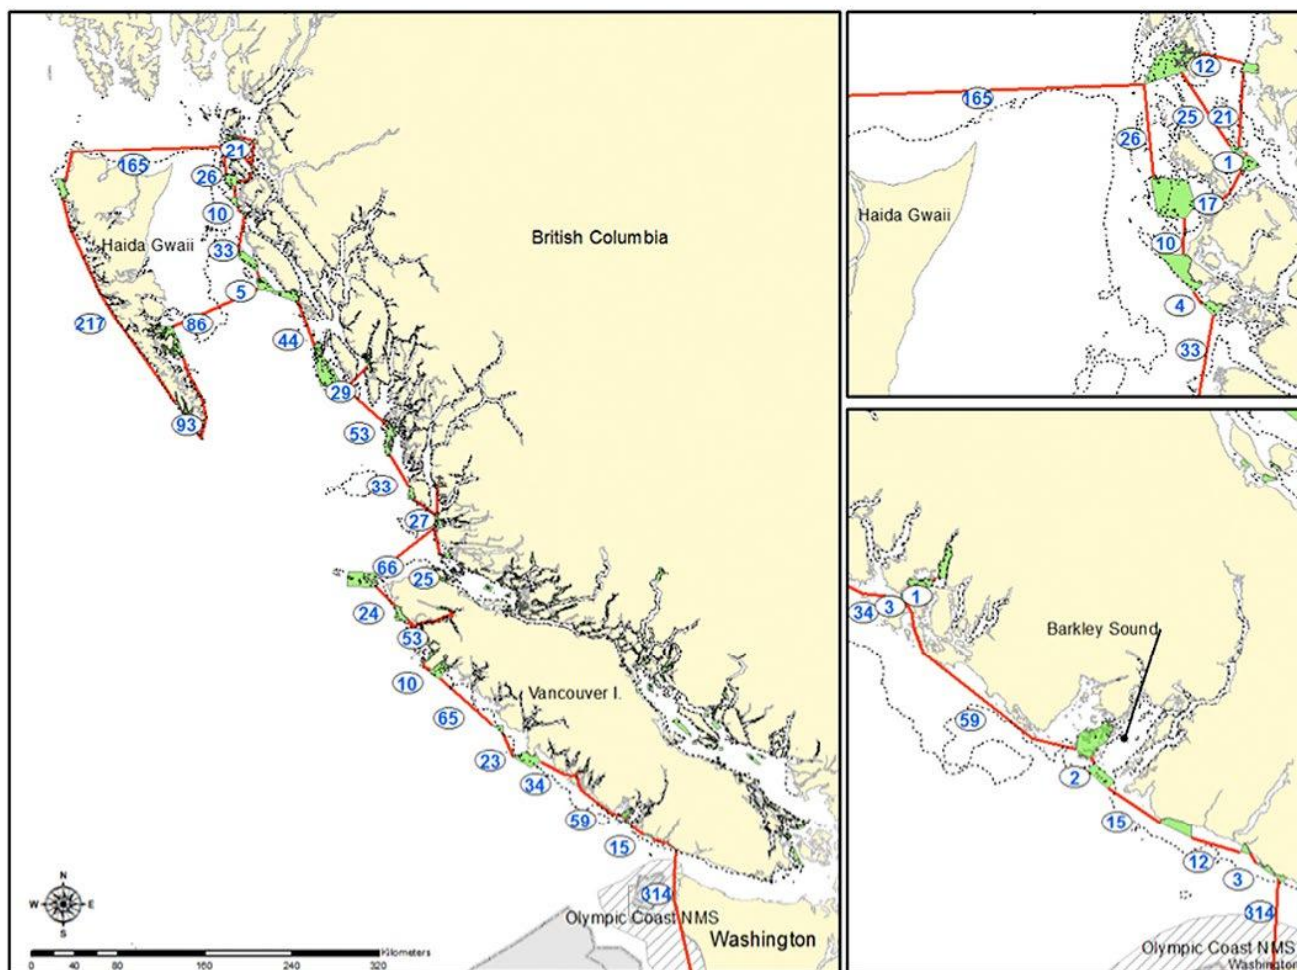 21
165
26
10
Haida Gwaii
33
British Columbia
5
86
217
44
29
93
53
33
27
66
25
24
53
10
Vancouver I.
65
23
34
59
15
314
N
W
E
S
Olympic Coast NMS
Washington
Kilometers
0 40 80 160 240 320
12
165
25
21
26
1
17
Haida Gwaii
10
4
33
34
3
1
Barkley Sound
59
2
15
12
3
314
Olympic Coast NMS
Washington